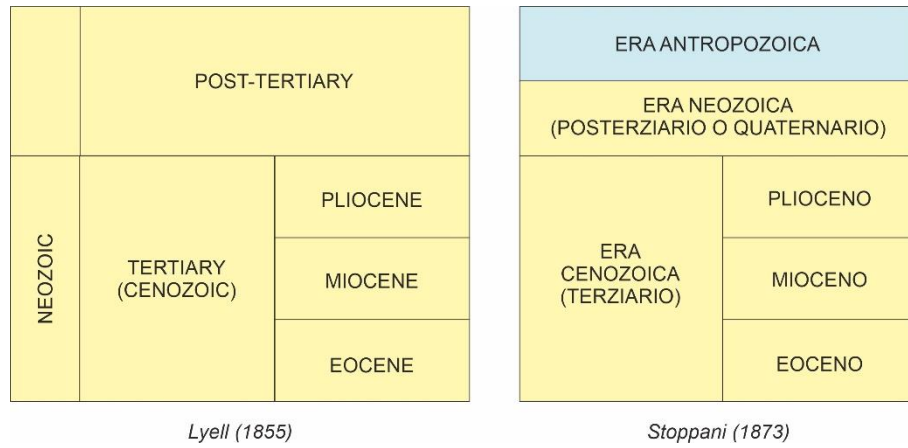 POST-TERTIARY
NEOZOIC
TERTIARY
(CENOZOIC)
PLIOCENE
MIOCENE
EOCENE
Lyell (1855)
ERA ANTROPOZOICA
ERA NEOZOICA
(POSTERZIARIO O QUATERNARIO)
ERA
CENOZOICA
(TERZIARIO)
PLIOCENO
MIOCENO
EOCENO
Stoppani (1873)